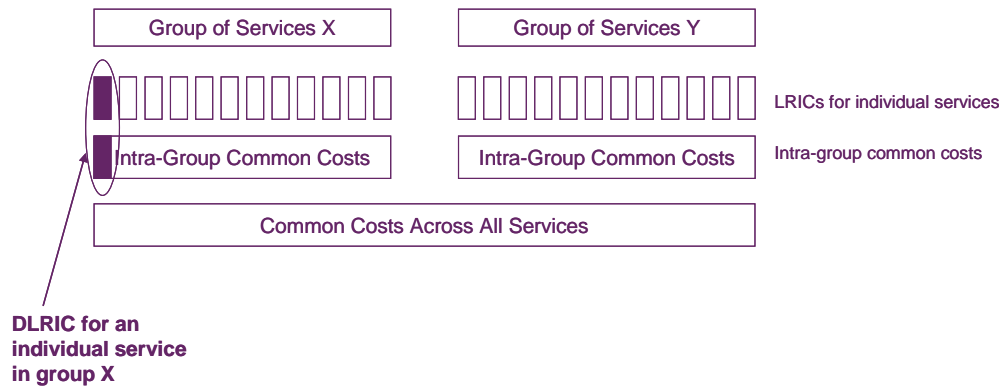 Group of Services X
Group of Services Y
LRICs for individual services
Intra-Group Common Costs
Intra-Group Common Costs
Intra-group common costs
Common Costs Across All Services
DLRIC for an
individual service
in group X